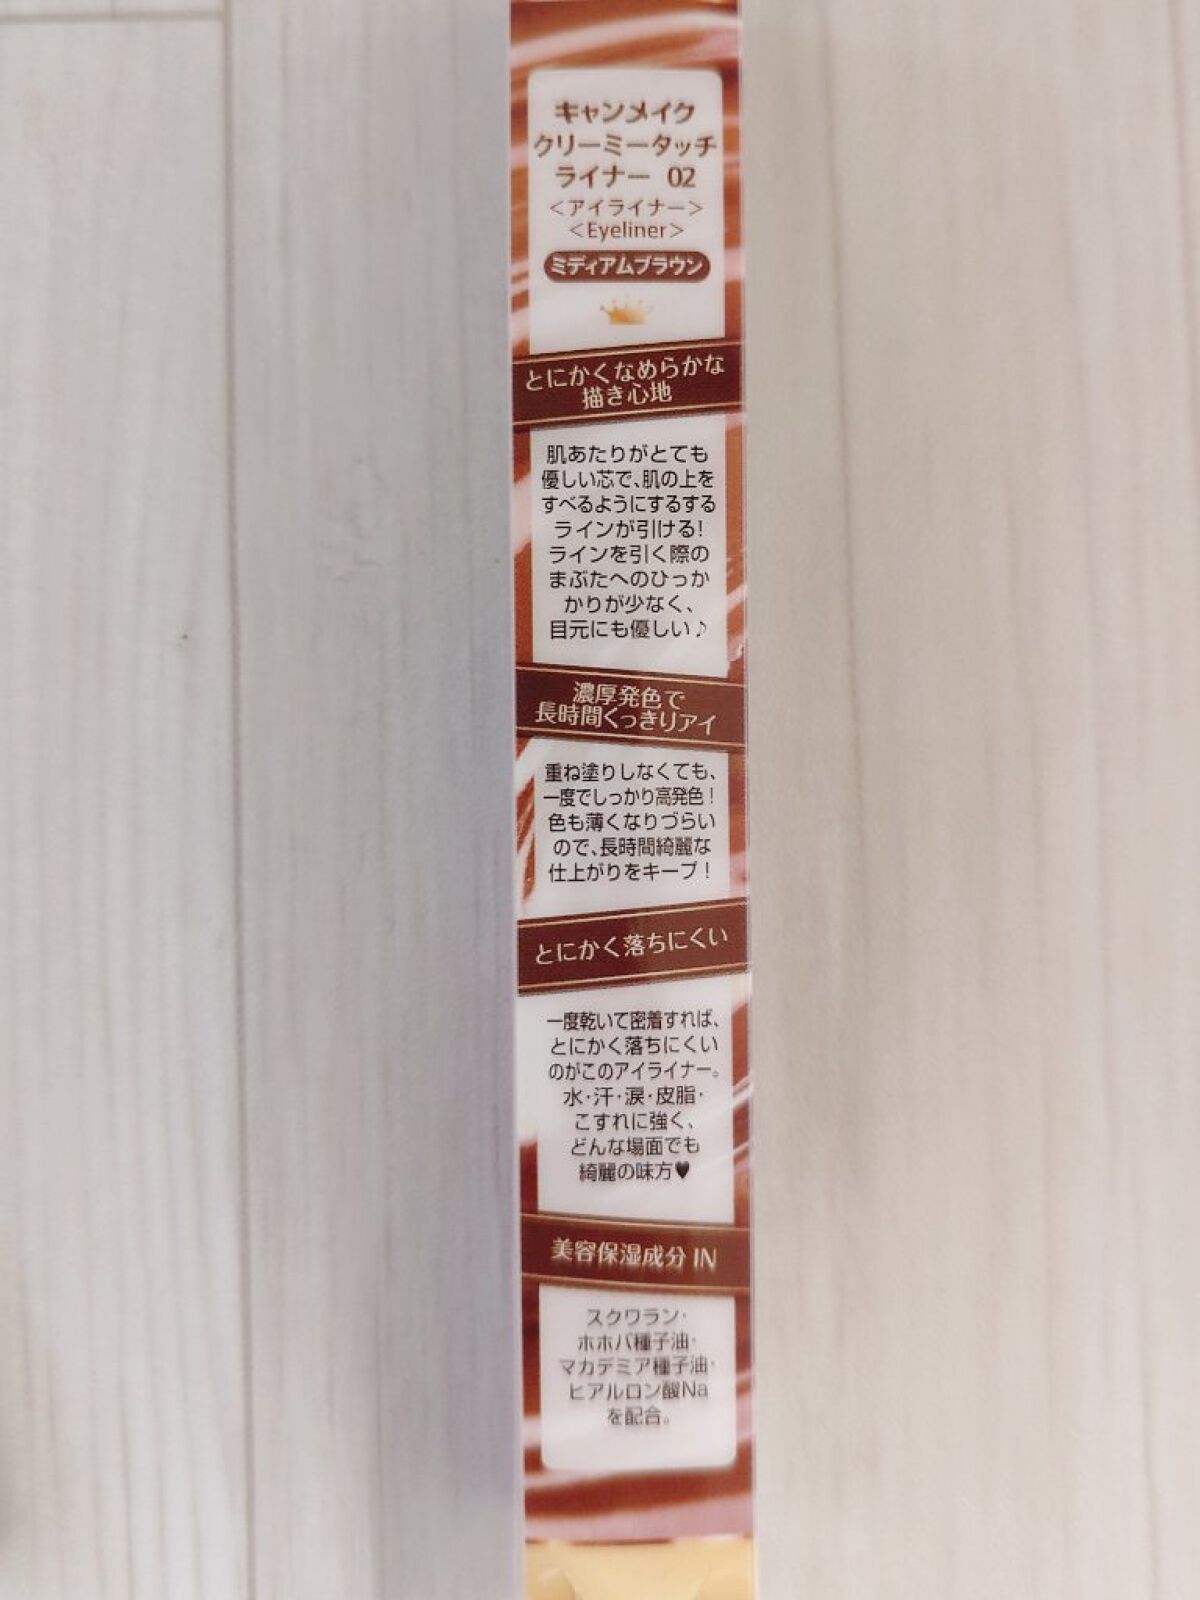 キャンメイク
クリーミータッチ
ライナー 02
＜アイライナー＞
＜Eyeliner＞
ミディアムブラウン
とにかくなめらかな
描き心地
肌あたりがとても
優しい芯で、肌の上を
すべるようにするする
ラインが引ける!
ラインを引く際の
まぶたへのひっか
かりが少なく、
目元にも優しい♪
濃厚発色で
長時間くっきりアイ
重ね塗りしなくても、
一度でしっかり高発色!
色も薄くなりづらい
ので、長時間綺麗な
仕上がりをキープ!
とにかく落ちにくい
一度乾いて密着すれば、
とにかく落ちにくい
のがこのアイライナー。
水・汗・涙・皮脂・
こすれに強く、
どんな場面でも
綺麗の味方♥
美容保湿成分 IN
スクワラン・
ホホバ種子油・
マカデミア種子油・
ヒアルロン酸Na
を配合。